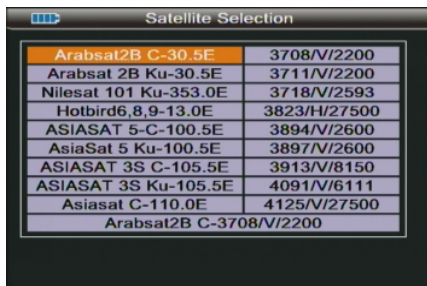 Satellite Selection
Arabsat2B C-30.5E 3708/V/2200
Arabsat 2B Ku-30.5E 3711/V/2200
Nilesat 101 Ku-353.0E 3718/V/2593
Hotbird6,8,9-13.0E 3823/H/27500
ASIASAT 5-C-100.5E 3894/V/2600
AsiaSat 5 Ku-100.5E 3897/V/2600
ASIASAT 3S C-105.5E 3913/V/8150
ASIASAT 3S Ku-105.5E 4091/V/6111
Asiasat C-110.0E 4125/V/27500
Arabsat2B C-3708/V/2200